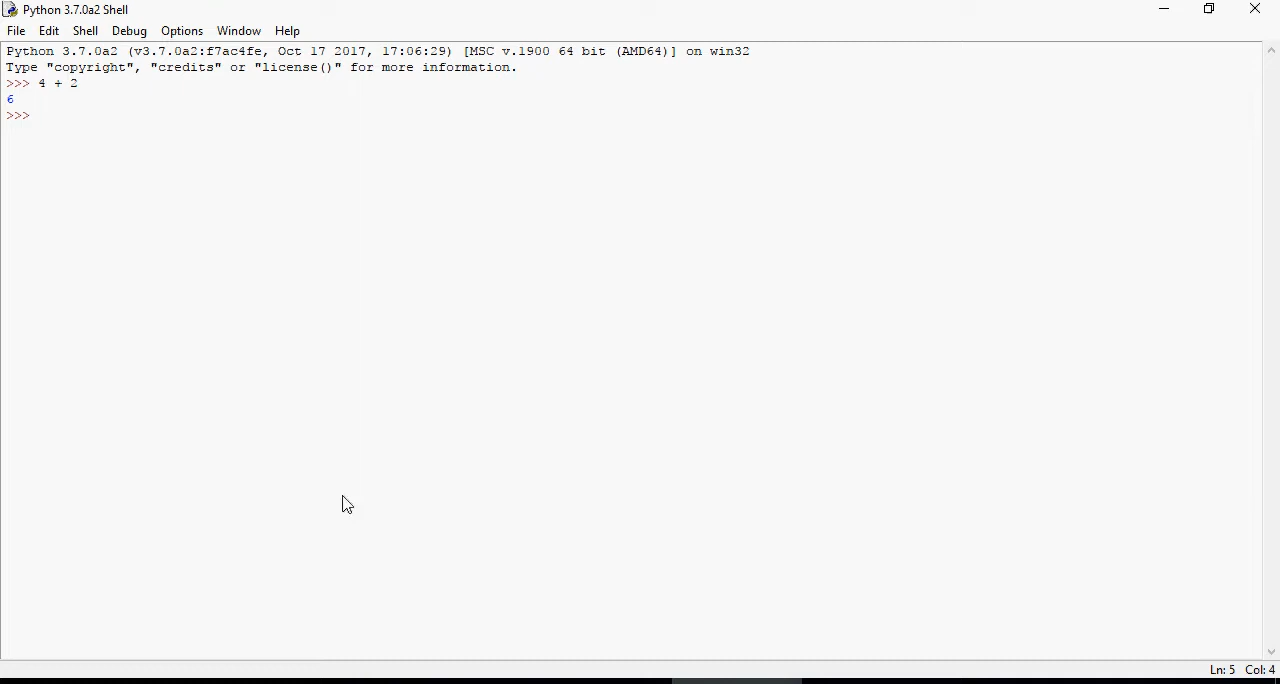 Python 3.7.0a2 Shell
File Edit Shell Debug Options Window Help
Python 3.7.0a2 (v3.7.0a2:f7ac4fe, Oct 17 2017, 17:06:29) [MSC v.1900 64 bit (AMD64)] on win32
Type "copyright", "credits" or "license()" for more information.
>>> 4 + 2
6
>>>
Ln: 5 Col: 4